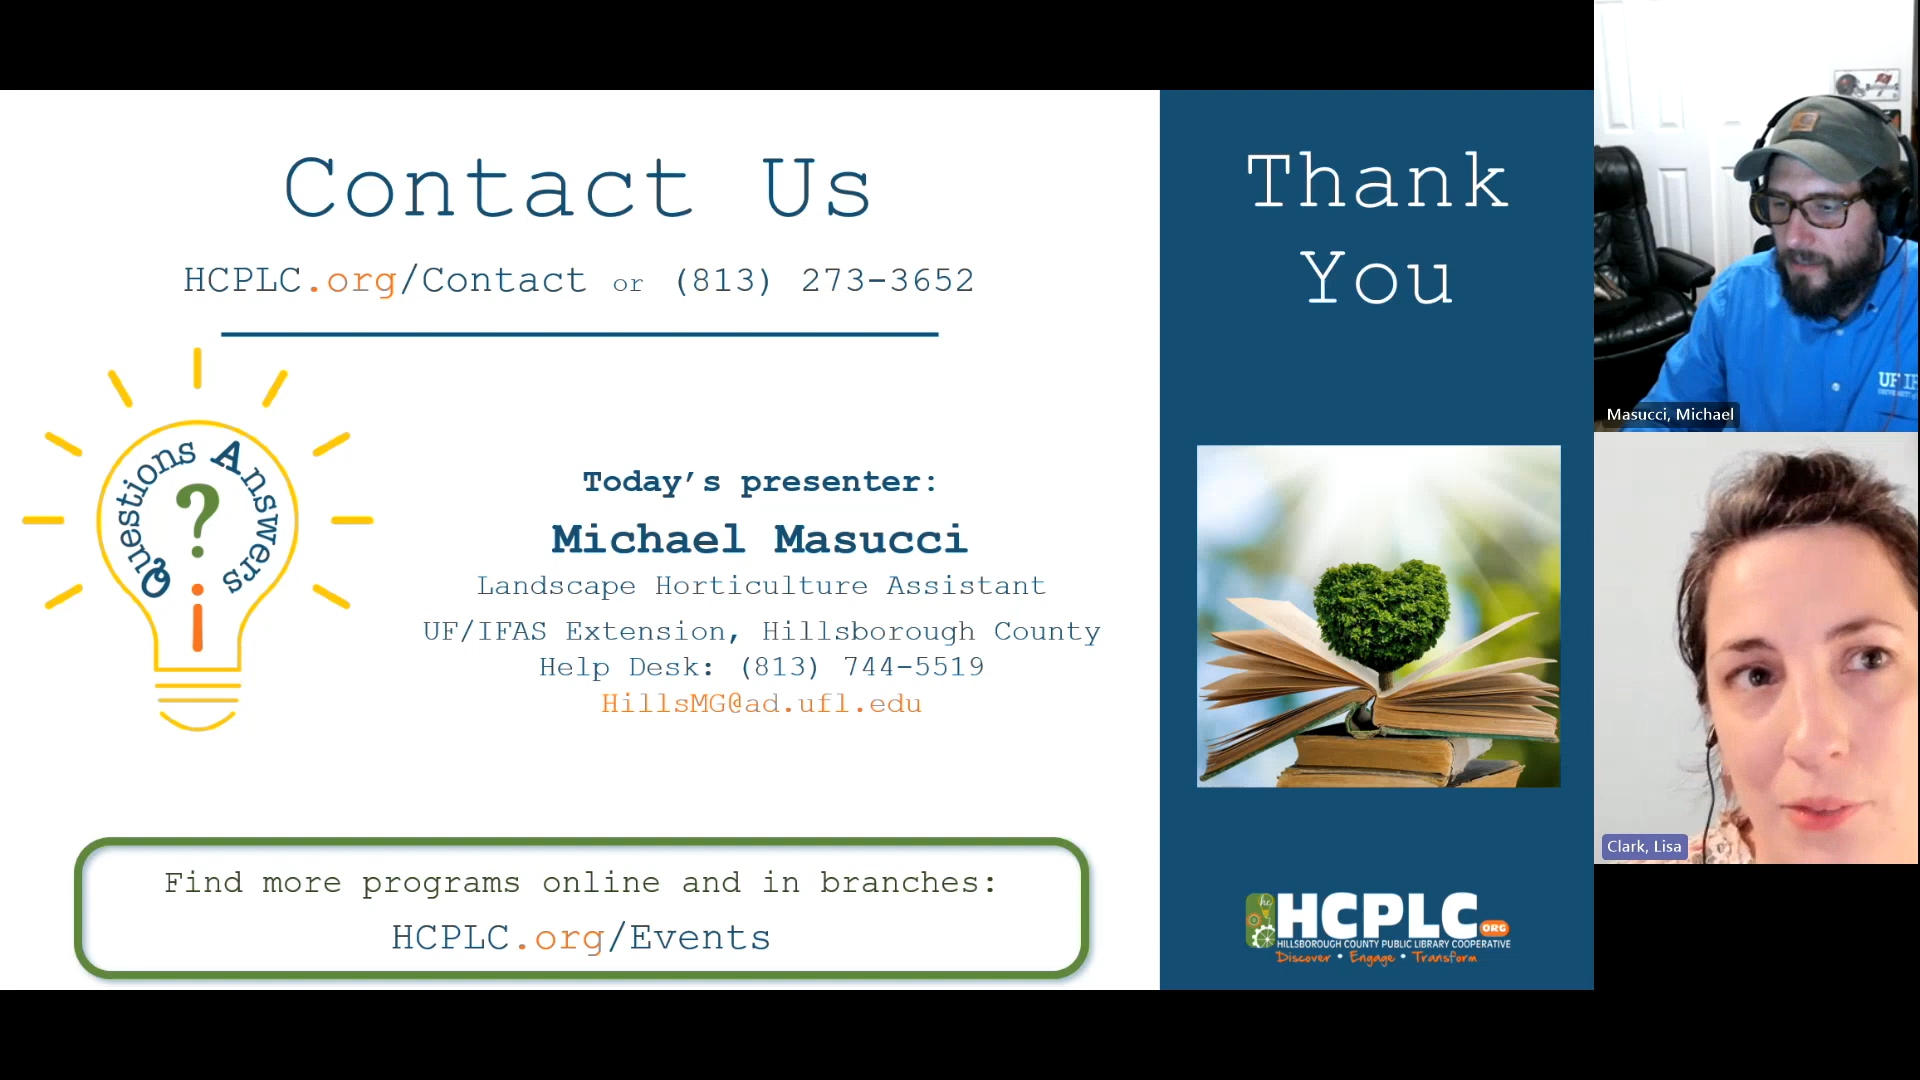 Contact Us
HCPLC.org/Contact or (813) 273-3652
Questions Answers
?
Today’s presenter:
Michael Masucci
Landscape Horticulture Assistant
UF/IFAS Extension, Hillsborough County
Help Desk: (813) 744-5519
HillsMG@ad.ufl.edu
Find more programs online and in branches:
HCPLC.org/Events
Thank
You
hc
HCPLC
ORG
HILLSBOROUGH COUNTY PUBLIC LIBRARY COOPERATIVE
Discover • Engage • Transform
UF IF
Masucci, Michael
Clark, Lisa